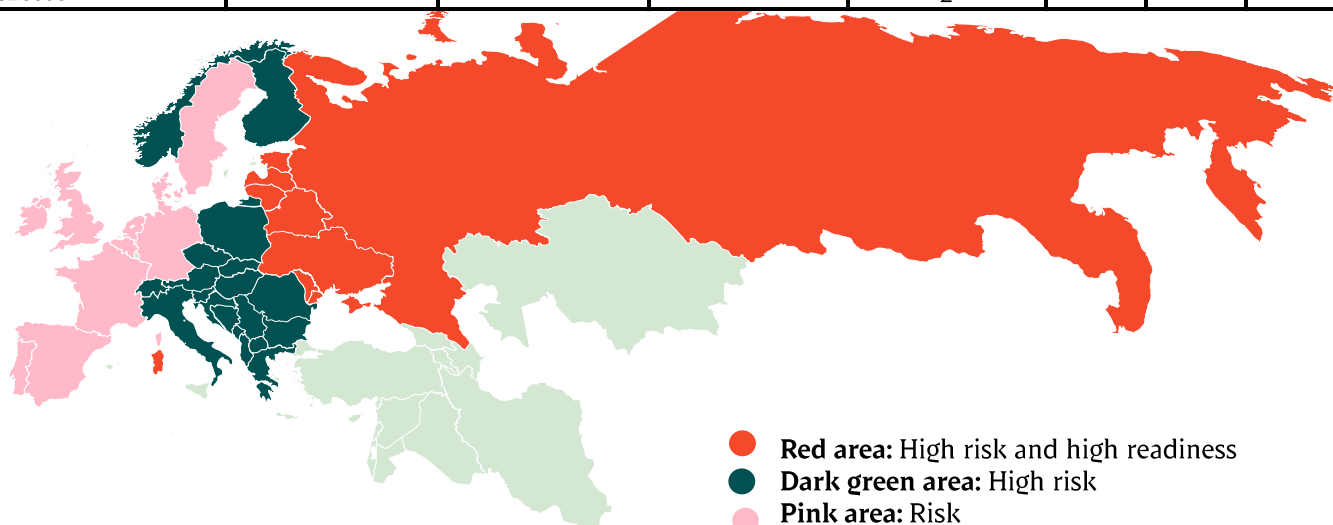 Red area: High risk and high readiness
Dark green area: High risk
Pink area: Risk